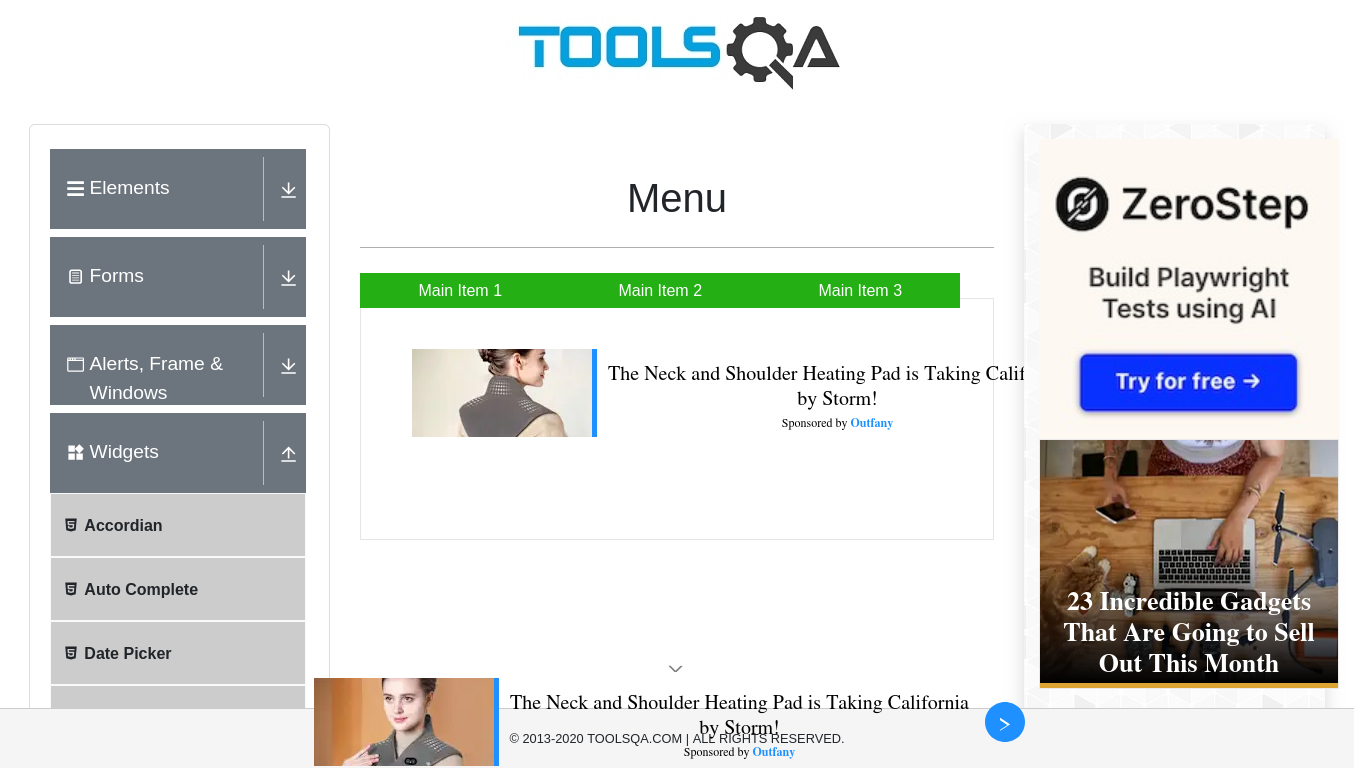 TOOLSQA
Elements
Forms
Alerts, Frame &
Windows
Widgets
Accordian
Auto Complete
Date Picker
Menu
Main Item 1
Main Item 2
Main Item 3
The Neck and Shoulder Heating Pad is Taking Calif
by Storm!
Sponsored by Outfany
ZeroStep
Build Playwright
Tests using AI
Try for free →
23 Incredible Gadgets
That Are Going to Sell
Out This Month
The Neck and Shoulder Heating Pad is Taking California
by Storm!
Sponsored by Outfany
© 2013-2020 TOOLSQA.COM | ALL RIGHTS RESERVED.